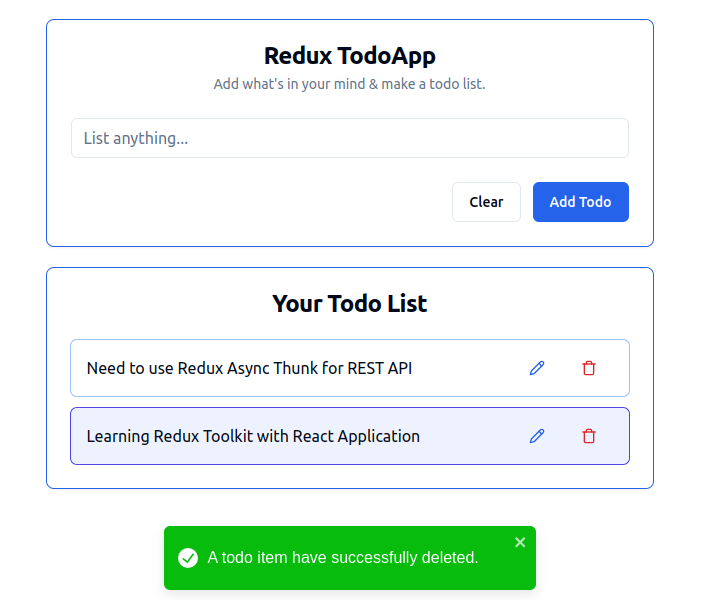 Redux TodoApp
Add what's in your mind & make a todo list.
List anything...
Clear
Add Todo
Your Todo List
Need to use Redux Async Thunk for REST API
Learning Redux Toolkit with React Application
A todo item have successfully deleted.